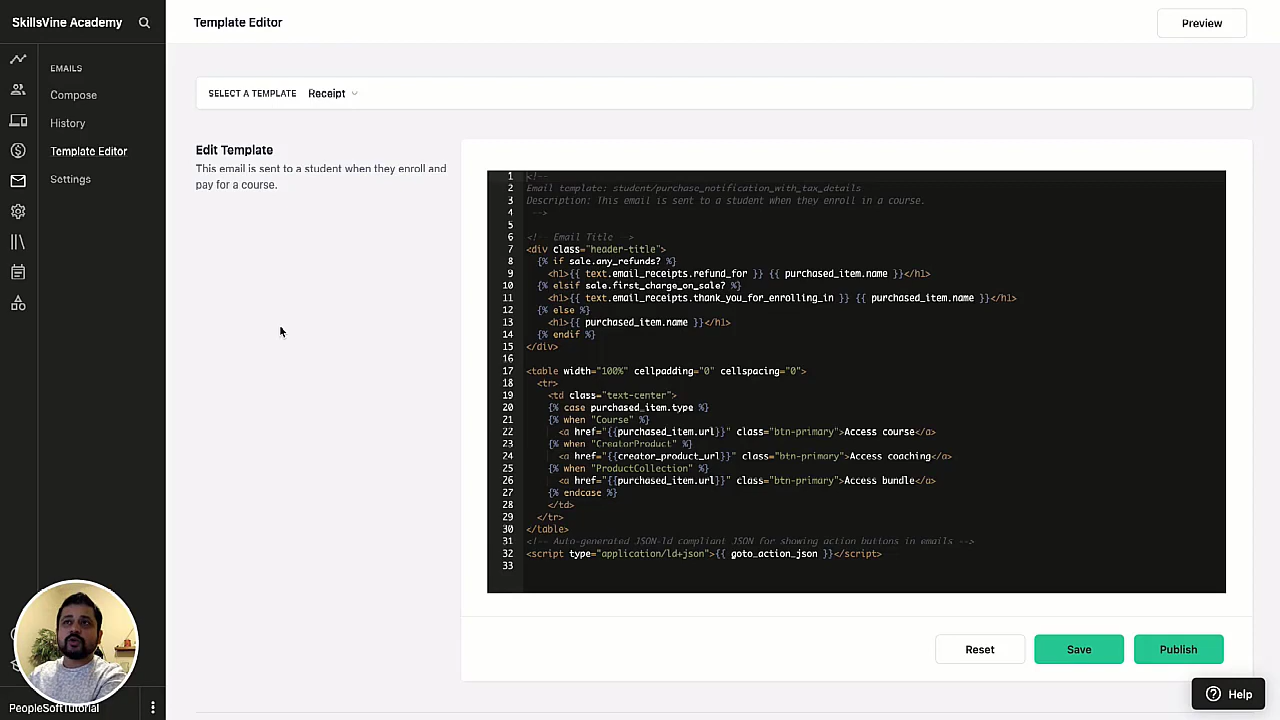 SkillsVine Academy
Template Editor
Preview
EMAILS
Compose
History
Template Editor
Settings
SELECT A TEMPLATE Receipt
Edit Template
This email is sent to a student when they enroll and
pay for a course.
1 <!--
2 Email template: student/purchase_notification_with_tax_details
3 Description: This email is sent to a student when they enroll in a course.
4 -->
5
6 <!-- Email Title -->
7 <div class="header-title">
8 {% if sale.any_refunds? %}
9 <h1>{{ text.email_receipts.refund_for }} {{ purchased_item.name }}</h1>
10 {% elsif sale.first_charge_on_sale? %}
11 <h1>{{ text.email_receipts.thank_you_for_enrolling_in }} {{ purchased_item.name }}</h1>
12 {% else %}
13 <h1>{{ purchased_item.name }}</h1>
14 {% endif %}
15 </div>
16
17 <table width="100%" cellpadding="0" cellspacing="0">
18 <tr>
19 <td class="text-center">
20 {% case purchased_item.type %}
21 {% when "Course" %}
22 <a href="{{purchased_item.url}}" class="btn-primary">Access course</a>
23 {% when "CreatorProduct" %}
24 <a href="{{creator_product_url}}" class="btn-primary">Access coaching</a>
25 {% when "ProductCollection" %}
26 <a href="{{purchased_item.url}}" class="btn-primary">Access bundle</a>
27 {% endcase %}
28 </td>
29 </tr>
30 </table>
31 <!-- Auto-generated JSON-ld compliant JSON for showing action buttons in emails -->
32 <script type="application/ld+json">{{ goto_action_json }}</script>
33
Reset
Save
Publish
Help
PeopleSoftTutorial